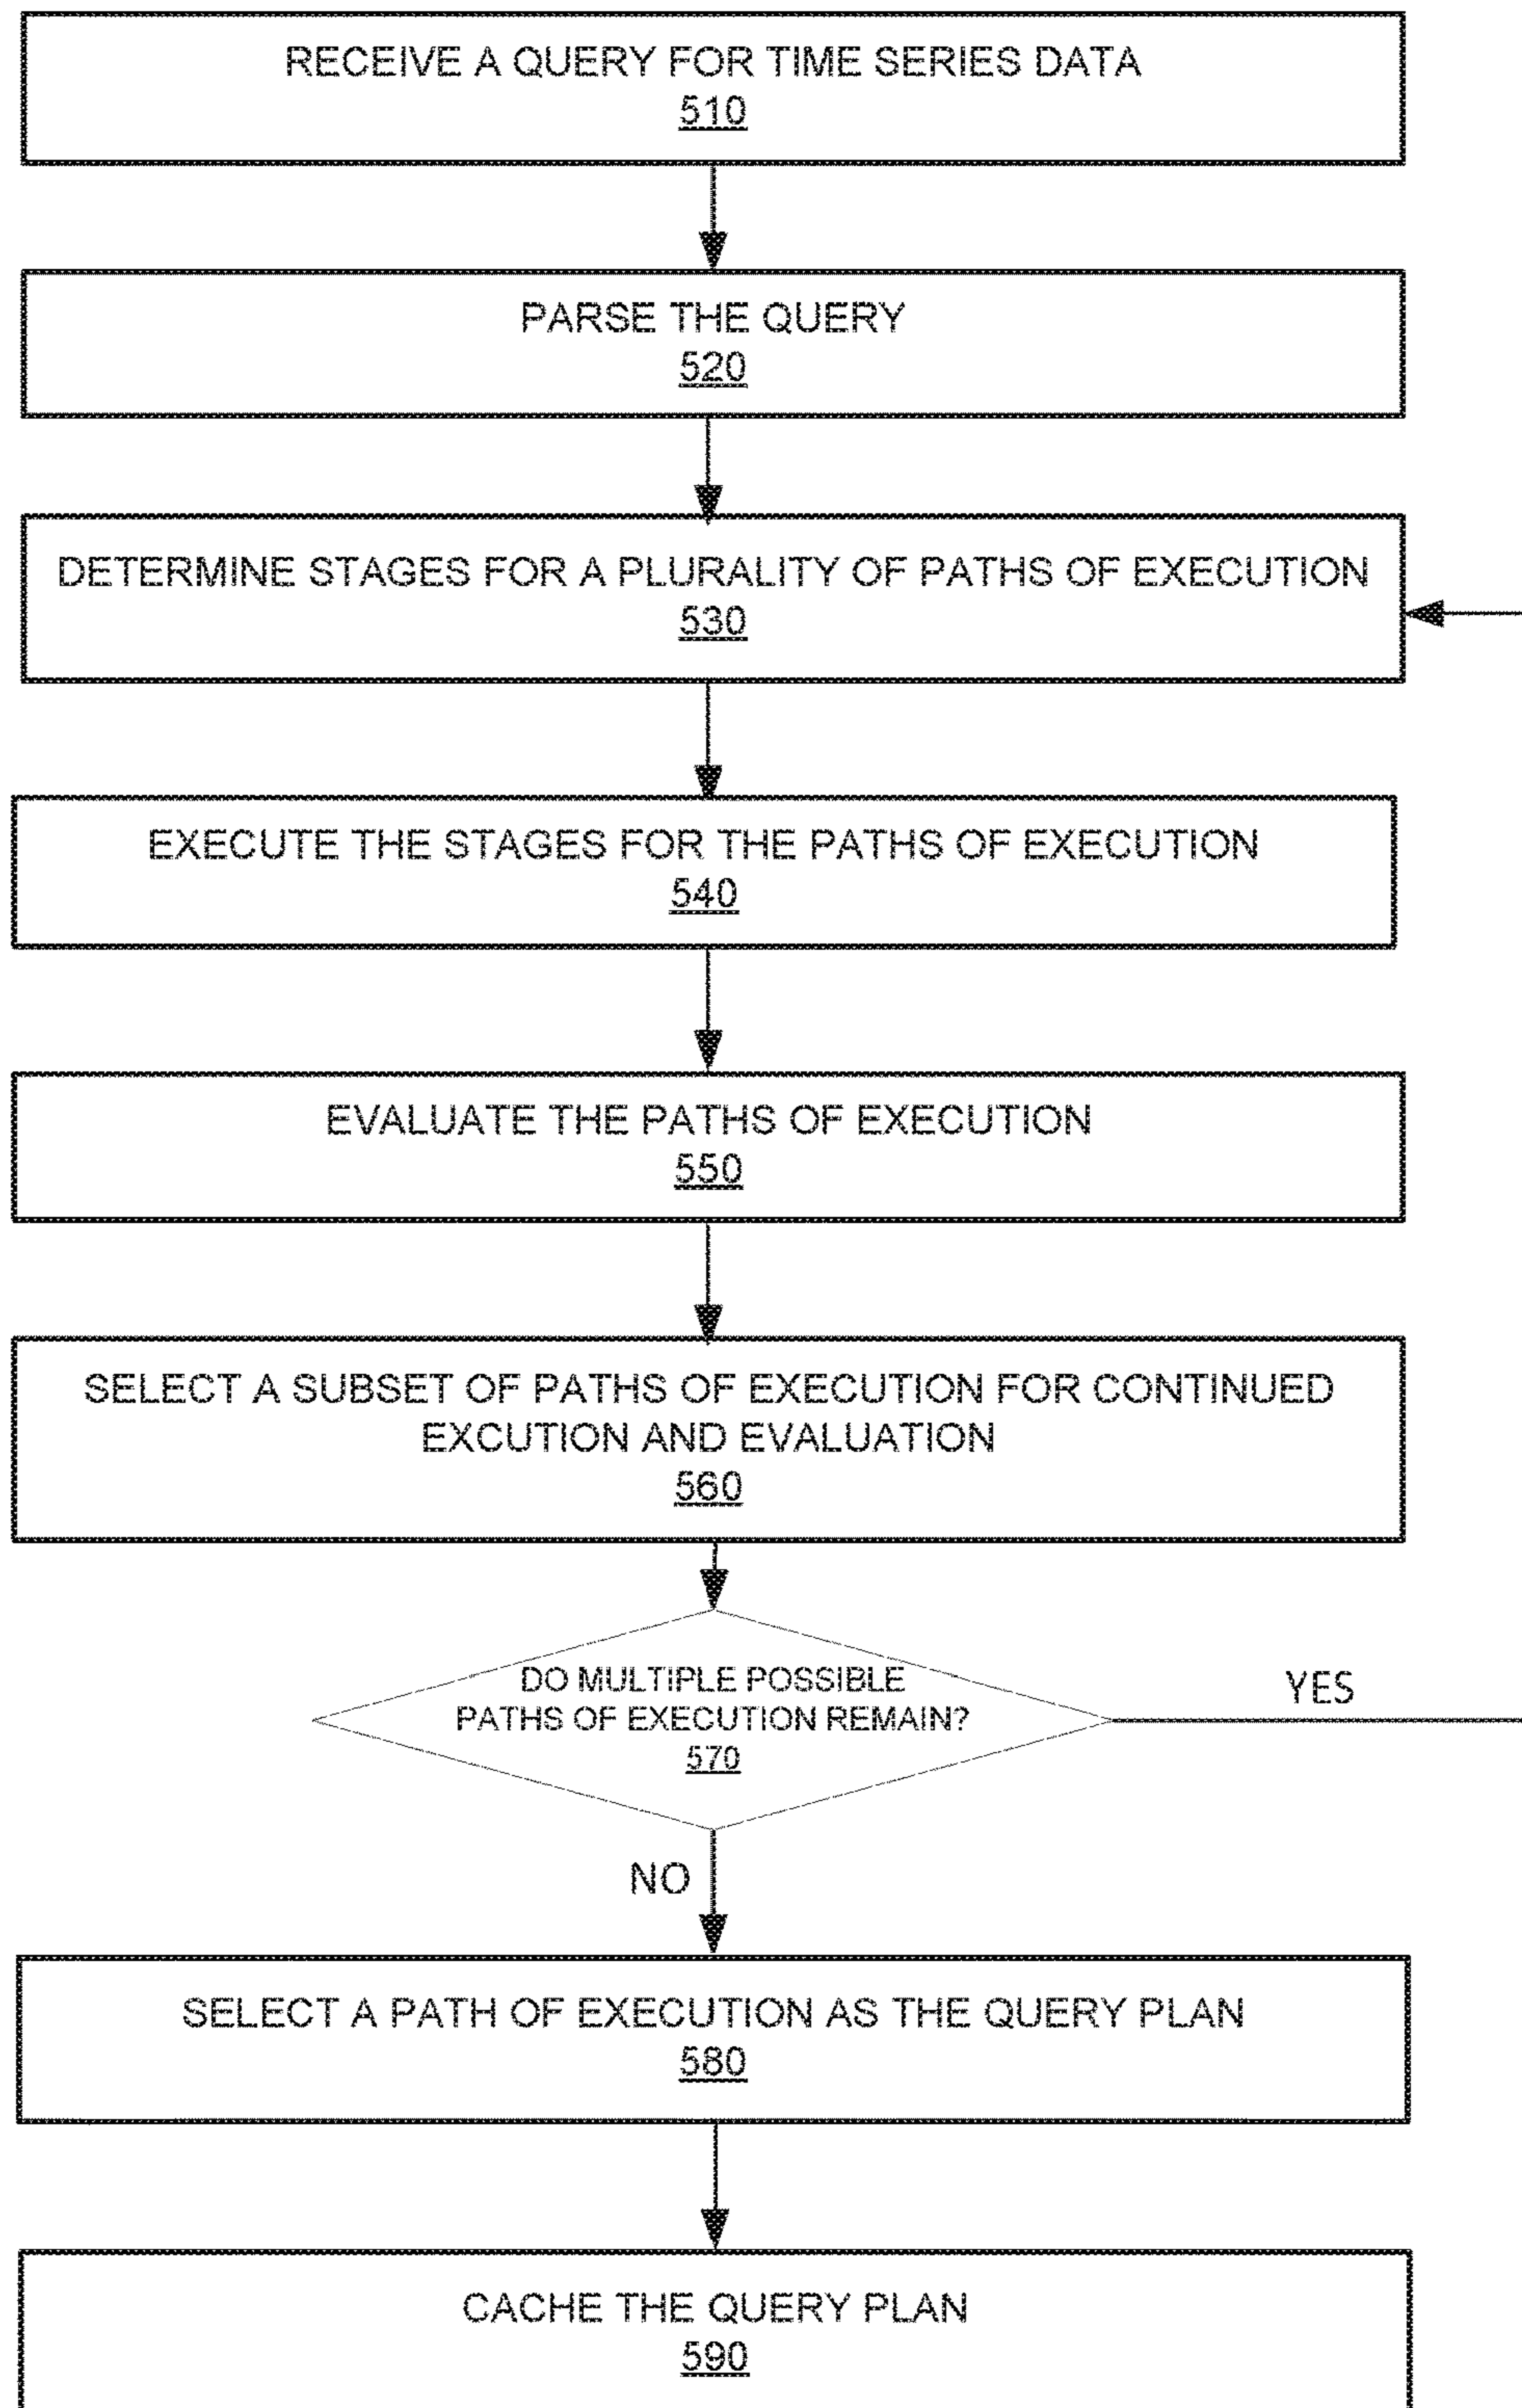 RECEIVE A QUERY FOR TIME SERIES DATA
510
PARSE THE QUERY
520
DETERMINE STAGES FOR A PLURALITY OF PATHS OF EXECUTION
530
EXECUTE THE STAGES FOR THE PATHS OF EXECUTION
540
EVALUATE THE PATHS OF EXECUTION
550
SELECT A SUBSET OF PATHS OF EXECUTION FOR CONTINUED
EXCUTION AND EVALUATION
560
DO MULTIPLE POSSIBLE
PATHS OF EXECUTION REMAIN?
570
YES
NO
SELECT A PATH OF EXECUTION AS THE QUERY PLAN
580
CACHE THE QUERY PLAN
590